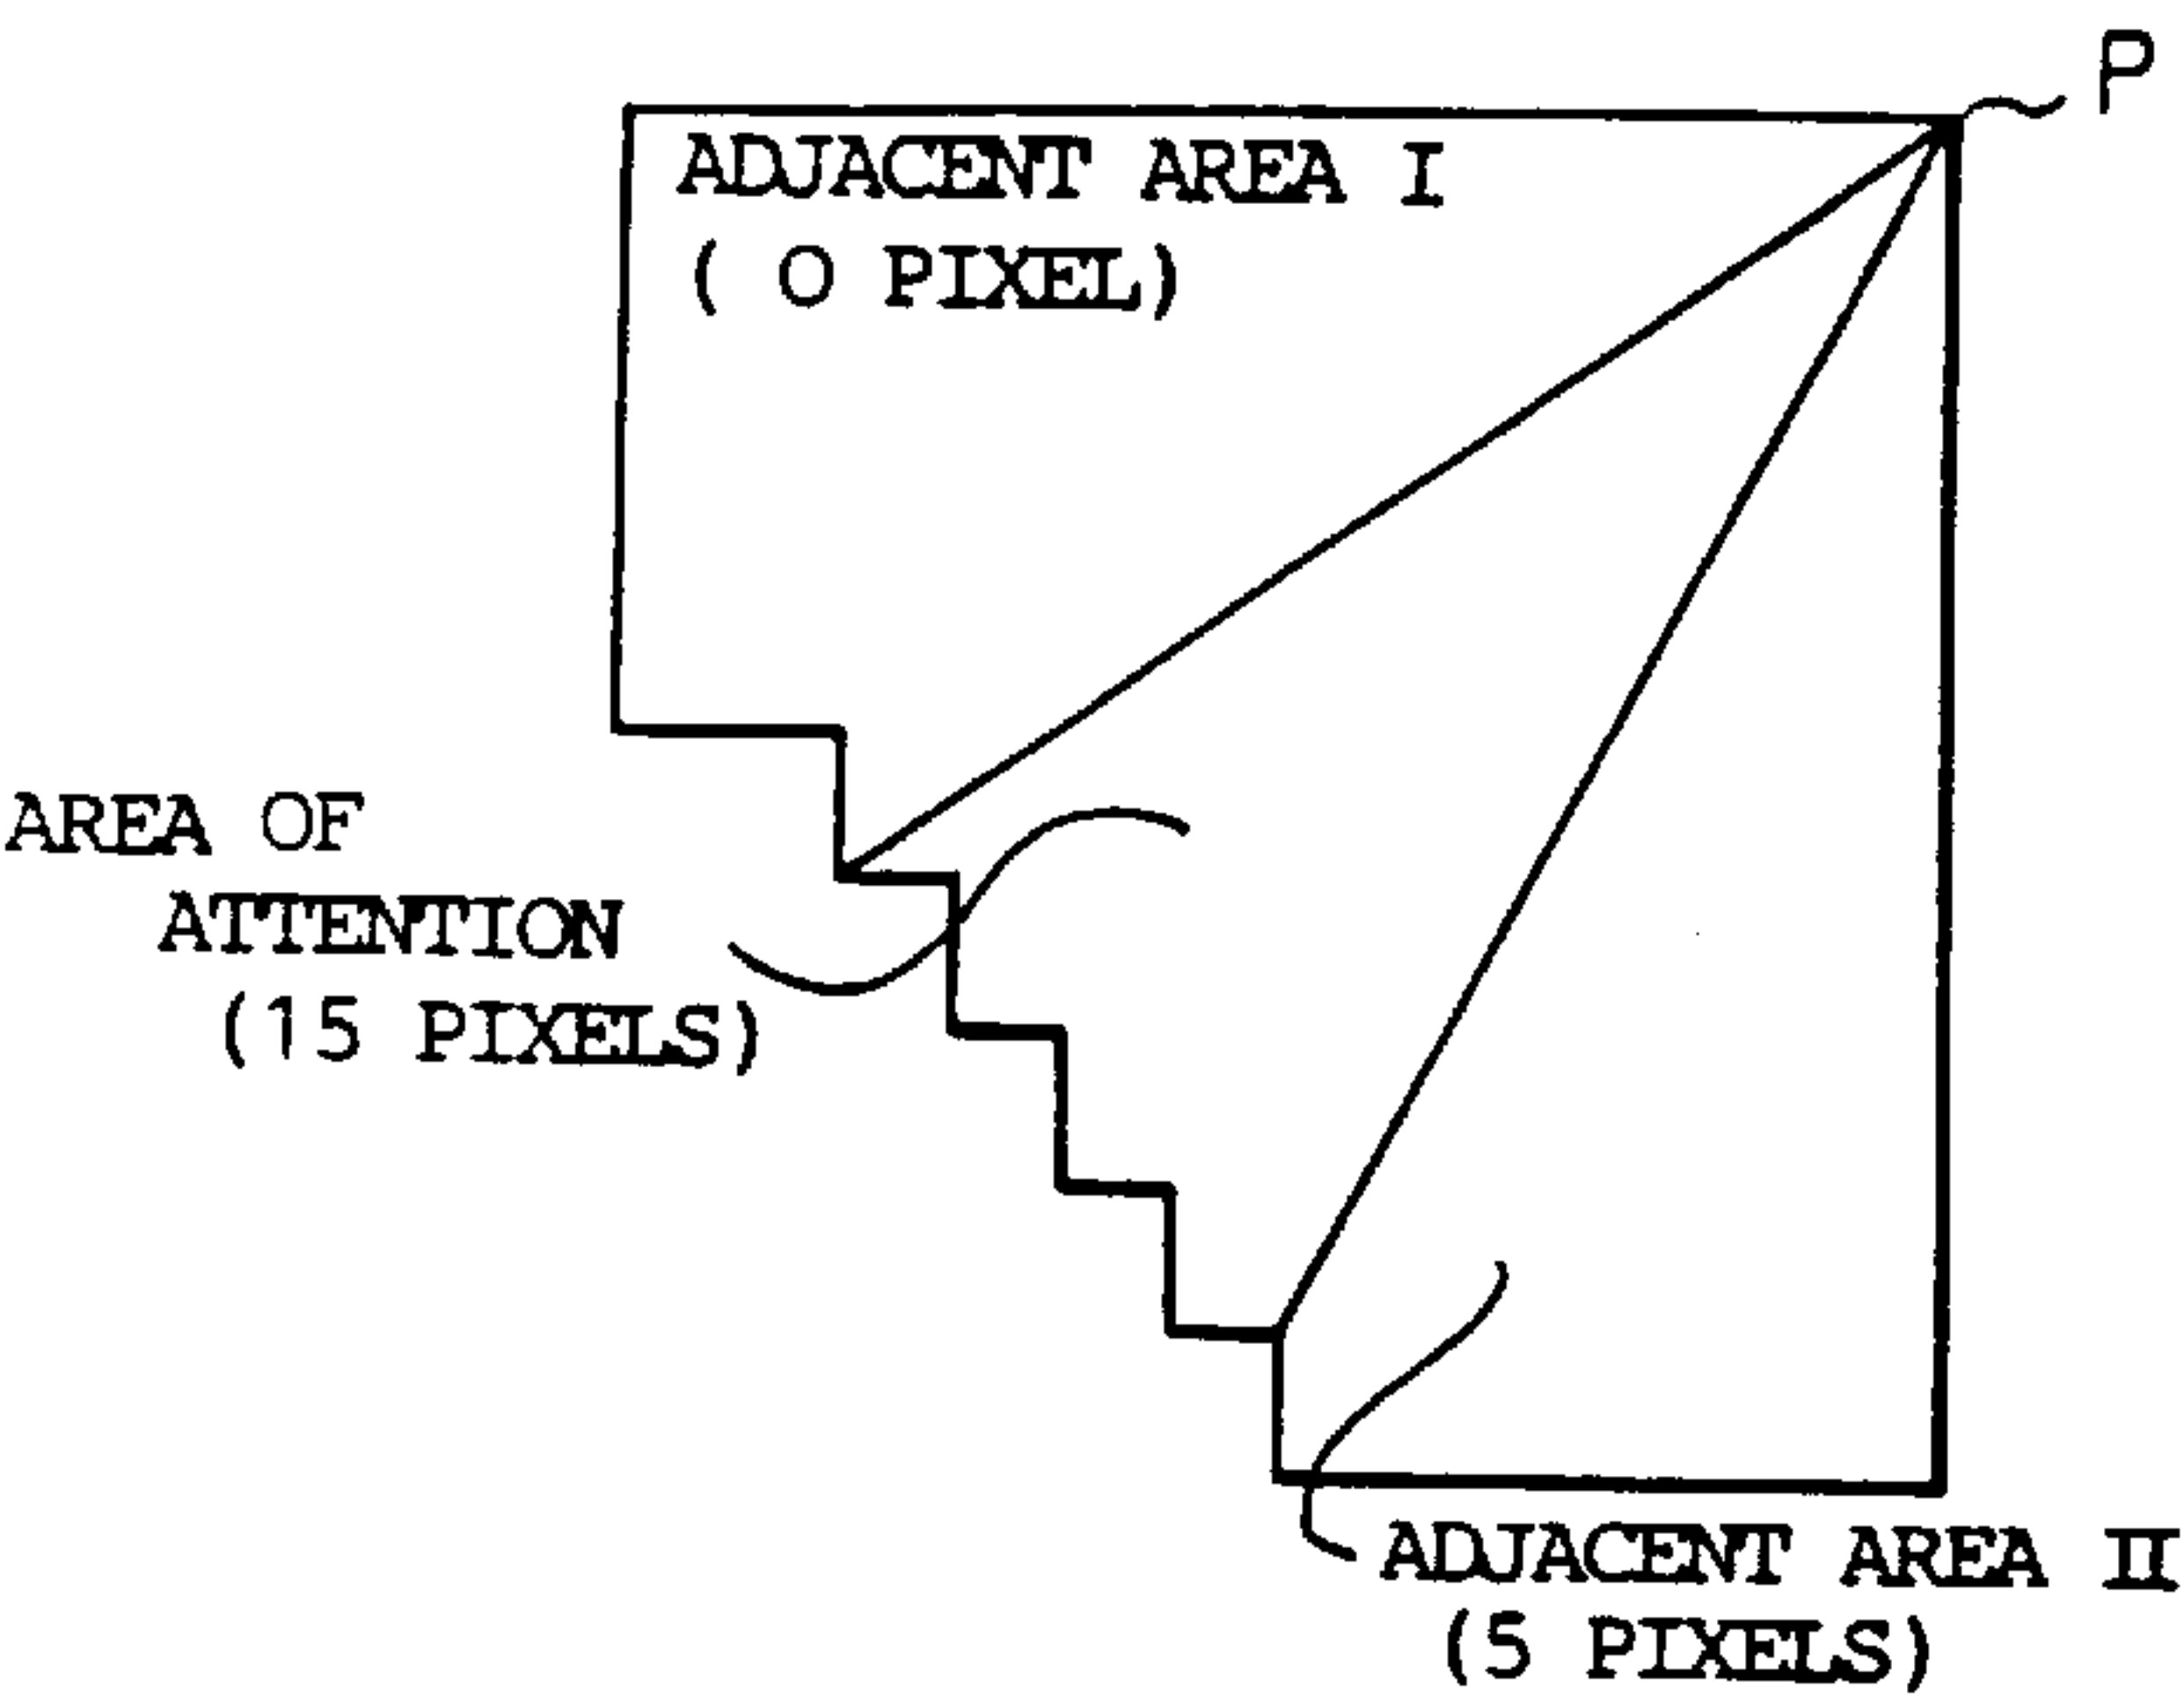 P
ADJACENT AREA I
( 0 PIXEL)
AREA OF
ATTENTION
(15 PIXELS)
ADJACENT AREA II
(5 PIXELS)